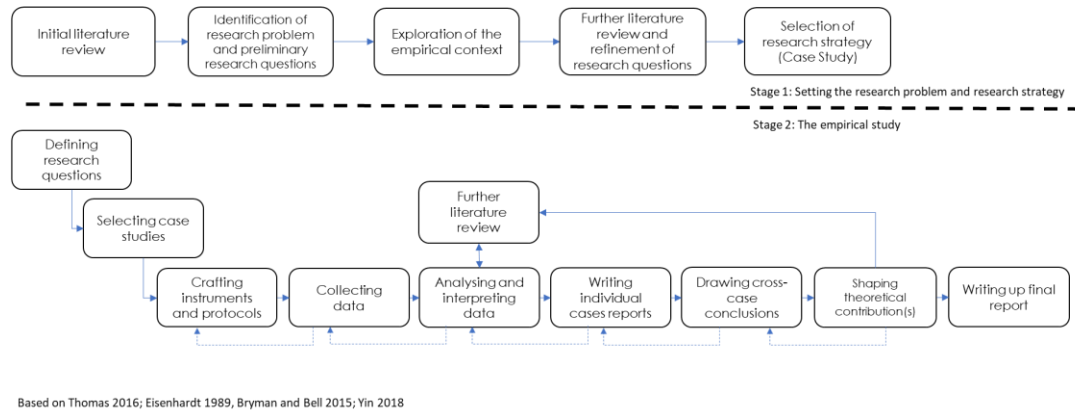 Initial literature
review
Identification of
research problem
and preliminary
research questions
Exploration of the
empirical context
Further literature
review and
refinement of
research questions
Selection of
research strategy
(Case Study)
Stage 1: Setting the research problem and research strategy
Stage 2: The empirical study
Defining
research
questions
Selecting case
studies
Further
literature
review
Crafting
instruments
and protocols
Collecting
data
Analysing and
interpreting
data
Writing
individual
cases reports
Drawing cross-
case
conclusions
Shaping
theoretical
contribution(s)
Writing up final
report
Based on Thomas 2016; Eisenhardt 1989, Bryman and Bell 2015; Yin 2018